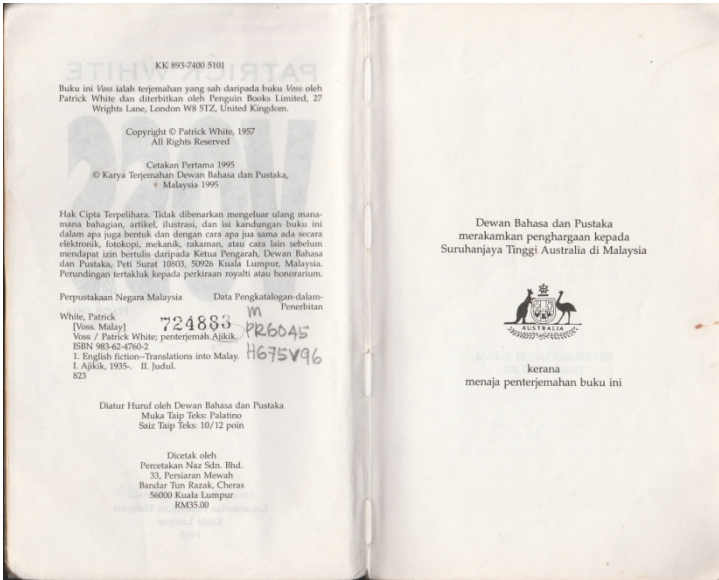 KK 893-7400 5101
Buku ini Voss ialah terjemahan yang sah daripada buku Voss oleh
Patrick White dan diterbitkan oleh Penguin Books Limited, 27
Wrights Lane, London W8 5TZ, United Kingdom.
Copyright © Patrick White, 1957
All Rights Reserved
Cetakan Pertama 1995
© Karya Terjemahan Dewan Bahasa dan Pustaka,
Malaysia 1995
Hak Cipta Terpelihara. Tidak dibenarkan mengeluar ulang mana-
mana bahagian, artikel, ilustrasi, dan isi kandungan buku ini
dalam apa juga bentuk dan dengan cara apa jua sama ada secara
elektronik, fotokopi, mekanik, rakaman, atau cara lain sebelum
mendapat izin bertulis daripada Ketua Pengarah, Dewan Bahasa
dan Pustaka, Peti Surat 10803, 50926 Kuala Lumpur, Malaysia.
Perundingan tertakluk kepada perkiraan royalti atau honorarium.
Perpustakaan Negara Malaysia Data Pengkatalogan-dalam-
Penerbitan
White, Patrick
[Voss. Malay]
Voss / Patrick White; penterjemah Ajikik.
ISBN 983-62-4760-2
1. English fiction--Translations into Malay.
I. Ajikik, 1935-. II. Judul.
823
724883
m
PR6045
H675V96
Diatur Huruf oleh Dewan Bahasa dan Pustaka
Muka Taip Teks: Palatino
Saiz Taip Teks: 10/12 poin
Dicetak oleh
Percetakan Naz Sdn. Bhd.
33, Persiaran Mewah
Bandar Tun Razak, Cheras
56000 Kuala Lumpur
RM35.00
Dewan Bahasa dan Pustaka
merakamkan penghargaan kepada
Suruhanjaya Tinggi Australia di Malaysia
AUSTRALIA
kerana
menaja penterjemahan buku ini